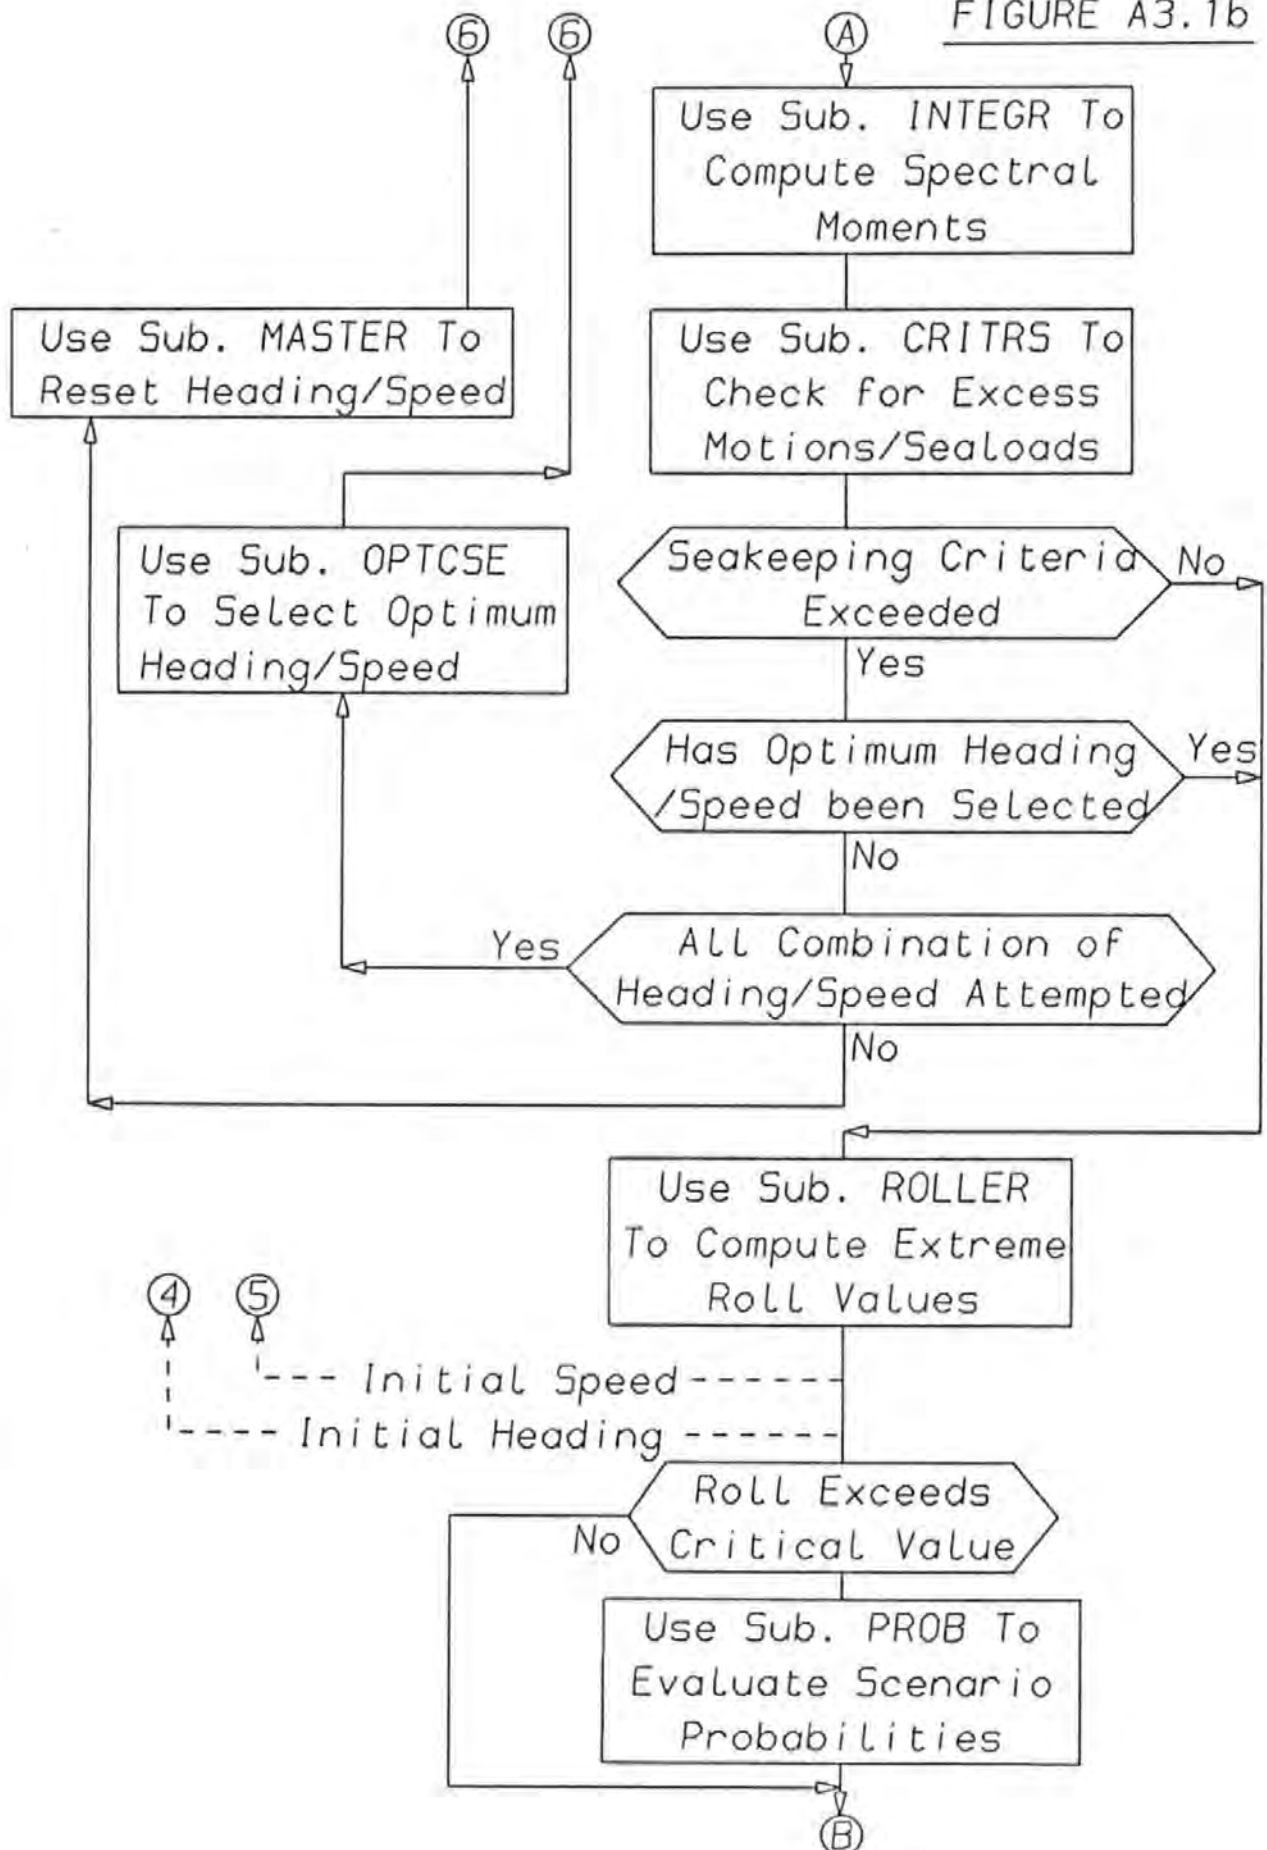 FIGURE A3.1b
6
6
A
Use Sub. INTEGR To
Compute Spectral
Moments
Use Sub. MASTER To
Reset Heading/Speed
Use Sub. CRITRS To
Check for Excess
Motions/Sealoads
Use Sub. OPTCSE
To Select Optimum
Heading/Speed
Seakeeping Criteria
Exceeded
No
Yes
Has Optimum Heading
/Speed been Selected
Yes
No
All Combination of
Heading/Speed Attempted
Yes
No
Use Sub. ROLLER
To Compute Extreme
Roll Values
4
5
Initial Speed
Initial Heading
Roll Exceeds
Critical Value
No
Use Sub. PROB To
Evaluate Scenario
Probabilities
B